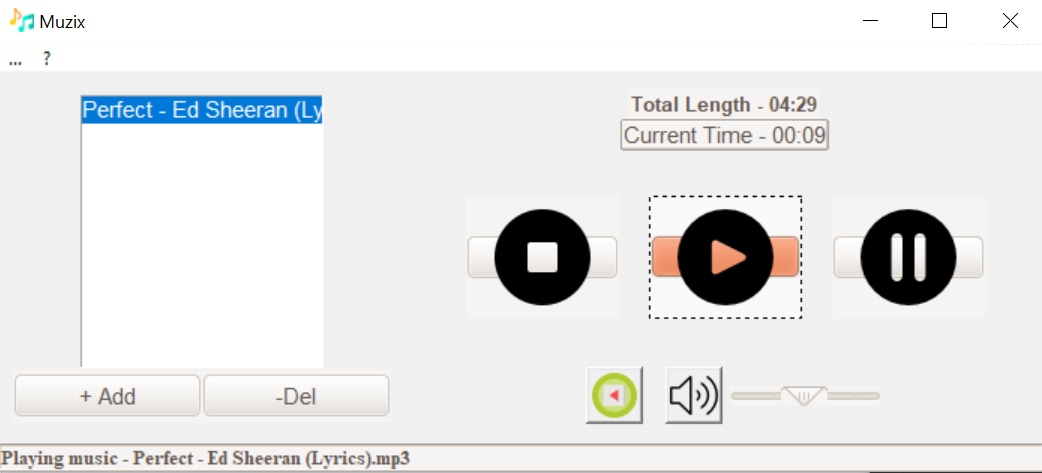 Muzix
... ?
Perfect - Ed Sheeran (Ly
Total Length - 04:29
Current Time - 00:09
+ Add
-Del
Playing music - Perfect - Ed Sheeran (Lyrics).mp3